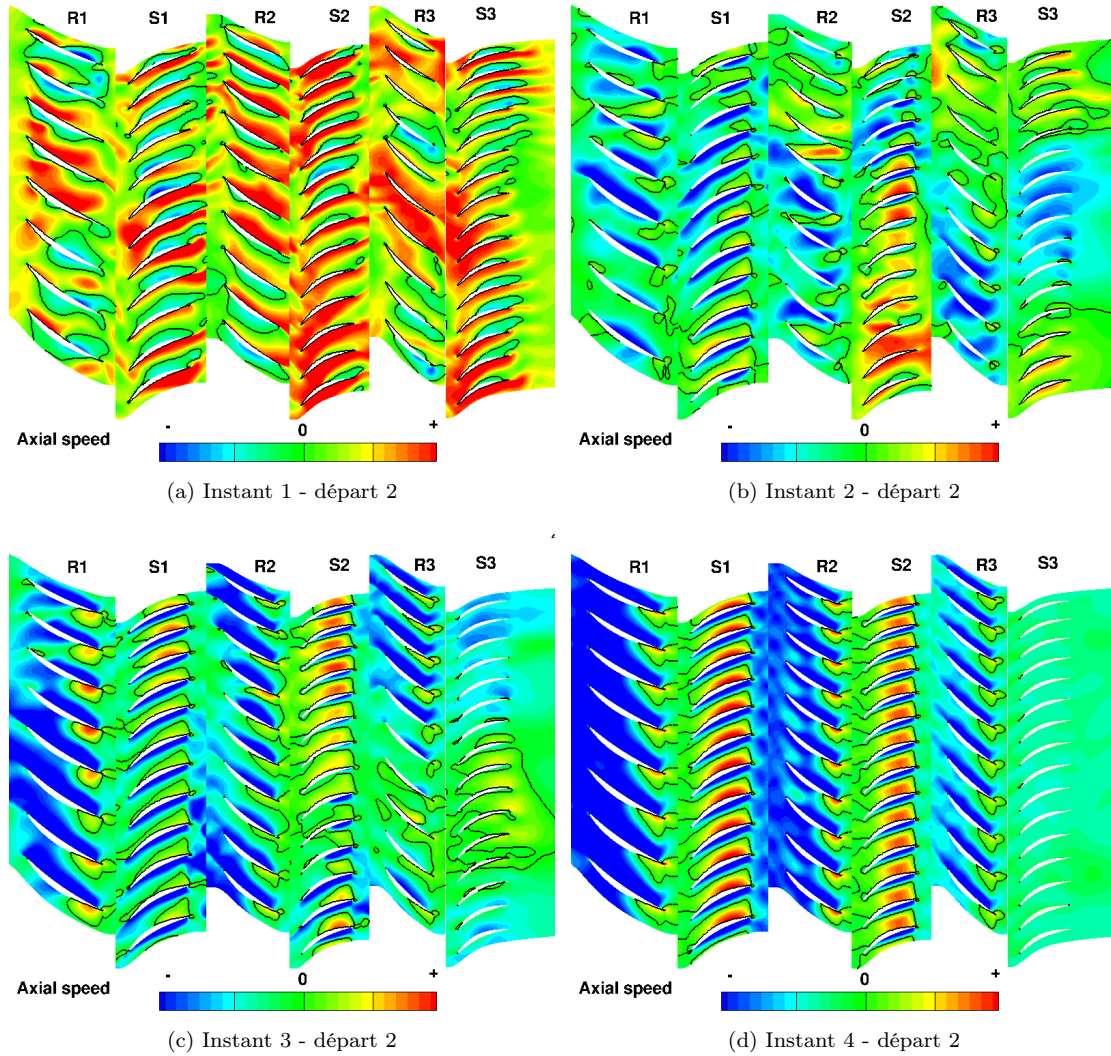 R1 S1 R2 S2 R3 S3
Axial speed - 0 +
(a) Instant 1 - départ 2
R1 S1 R2 S2 R3 S3
Axial speed - 0 +
(b) Instant 2 - départ 2
R1 S1 R2 S2 R3 S3
Axial speed - 0 +
(c) Instant 3 - départ 2
R1 S1 R2 S2 R3 S3
Axial speed - 0 +
(d) Instant 4 - départ 2